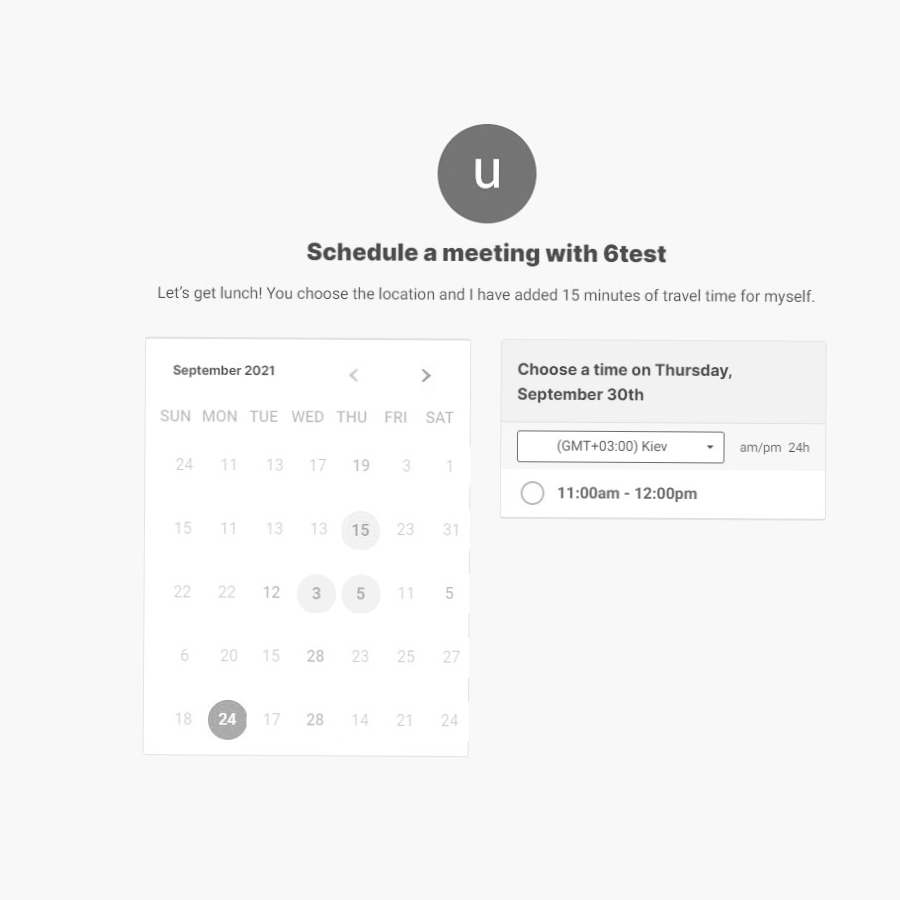 u
Schedule a meeting with 6test
Let's get lunch! You choose the location and I have added 15 minutes of travel time for myself.
September 2021
SUN MON TUE WED THU FRI SAT
24 11 13 17 19 3 1
15 11 13 13 15 23 31
22 22 12 3 5 11 5
6 20 15 28 23 25 27
18 24 17 28 14 21 24
Choose a time on Thursday,
September 30th
(GMT+03:00) Kiev am/pm 24h
11:00am - 12:00pm